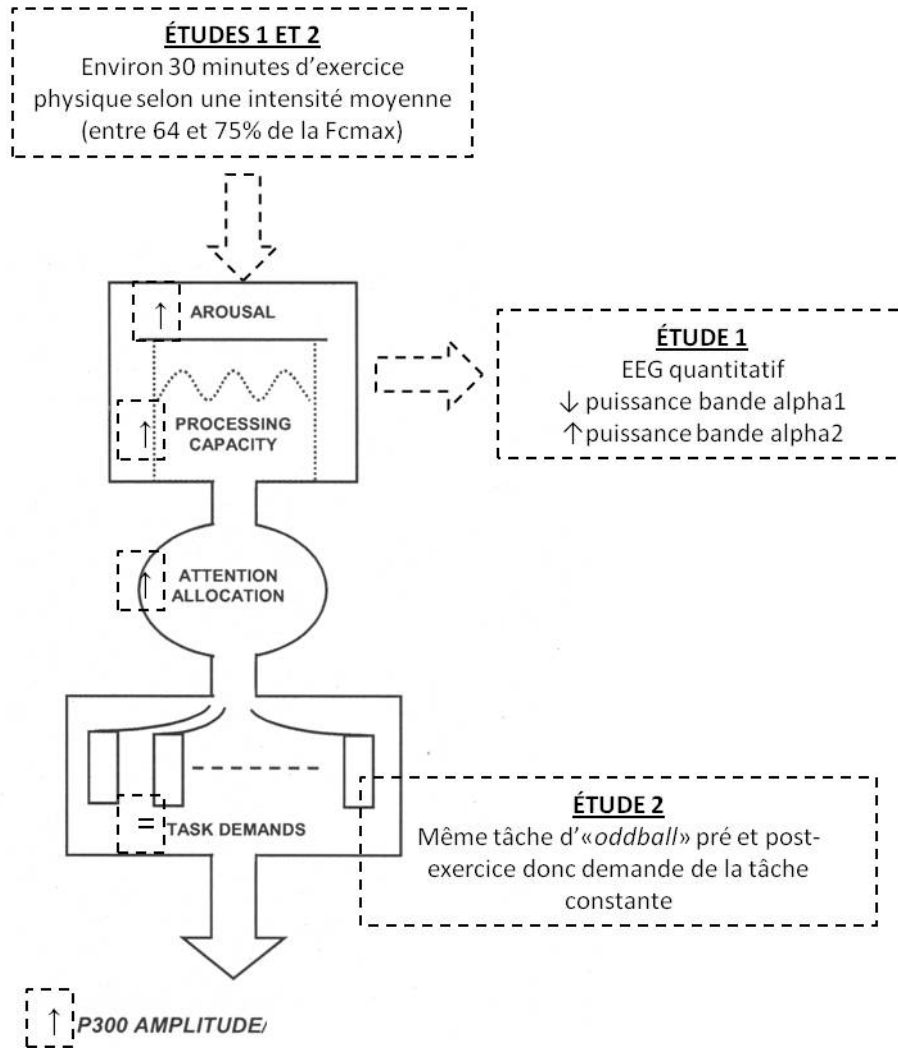 ÉTUDES 1 ET 2
Environ 30 minutes d'exercice
physique selon une intensité moyenne
(entre 64 et 75% de la Fcmax)
↑ AROUSAL
ÉTUDE 1
EEG quantitatif
↓ puissance bande alpha1
↑ puissance bande alpha2
↑ PROCESSING
CAPACITY
↑ ATTENTION
ALLOCATION
= TASK DEMANDS
ÉTUDE 2
Même tâche d'«oddball» pré et post-
exercice donc demande de la tâche
constante
↑ P300 AMPLITUDE/